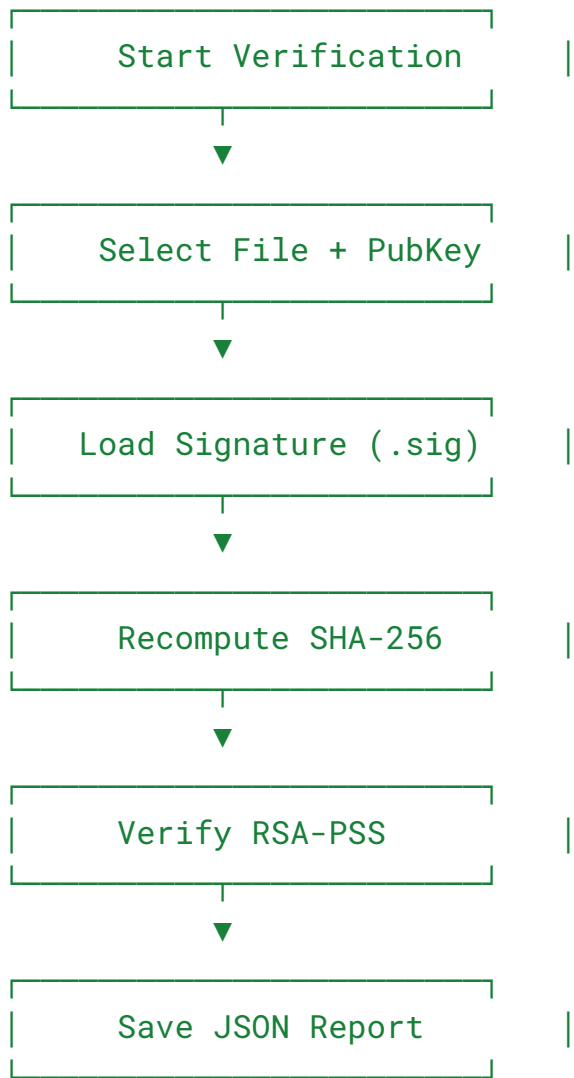 Start Verification
▼
Select File + PubKey
▼
Load Signature (.sig)
▼
Recompute SHA-256
▼
Verify RSA-PSS
▼
Save JSON Report